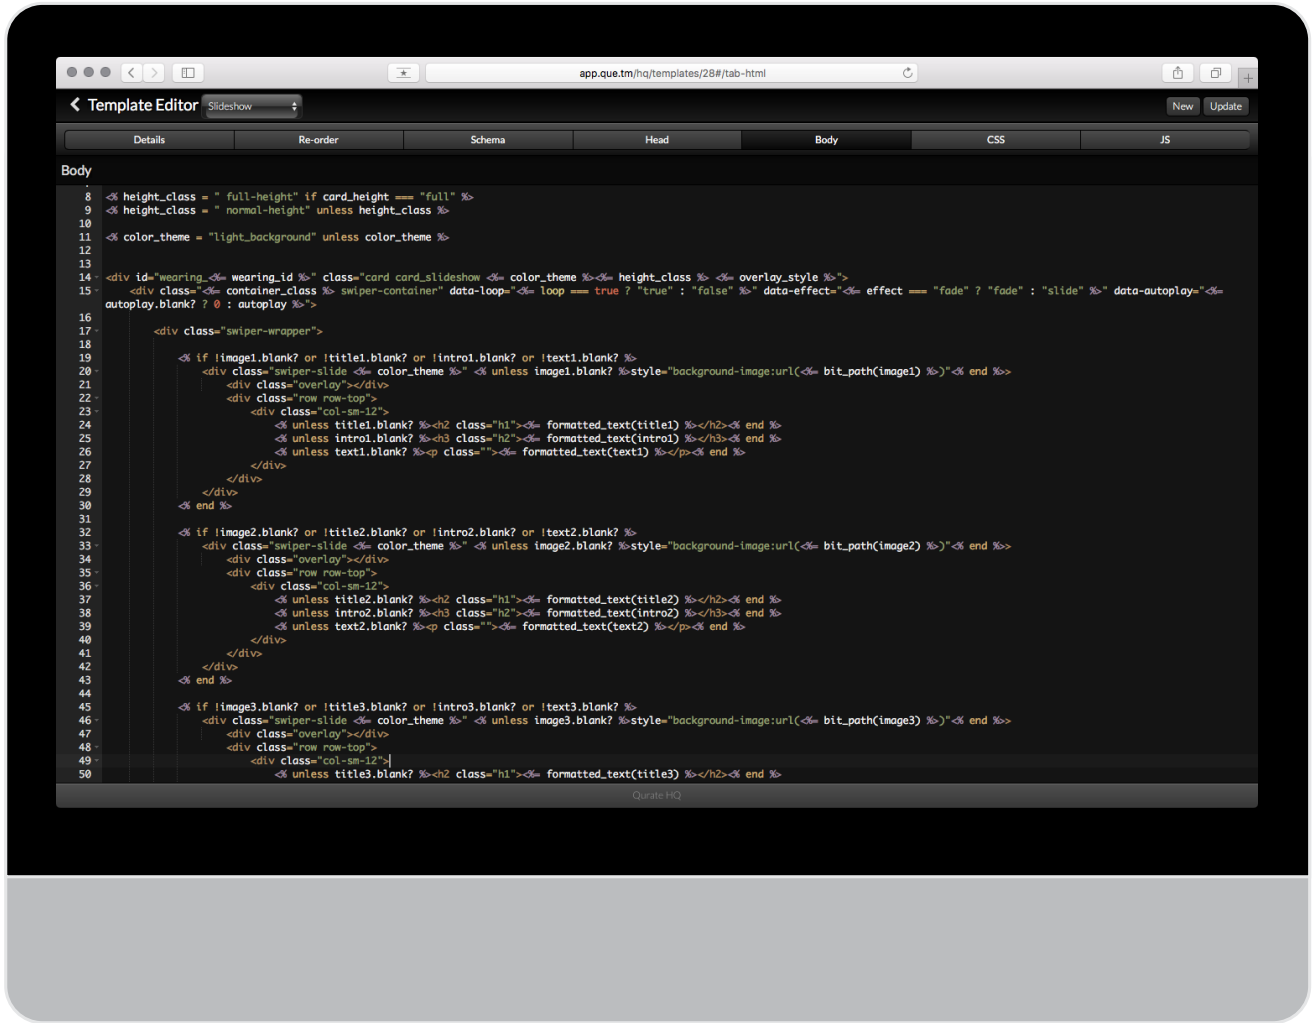 app.que.tm/hq/templates/28#/tab-html
Template Editor Slideshow New Update
Details Re-order Schema Head Body CSS JS
Body
8 <% height_class = " full-height" if card_height === "full" %>
9 <% height_class = " normal-height" unless height_class %>
10
11 <% color_theme = "light_background" unless color_theme %>
12
13
14 <div id="wearing_<%= wearing_id %>" class="card card_slideshow <%= color_theme %><%= height_class %> <%= overlay_style %>">
15 <div class="<%= container_class %> swiper-container" data-loop="<%= loop === true ? "true" : "false" %>" data-effect="<%= effect === "fade" ? "fade" : "slide" %>" data-autoplay="<%=
autoplay.blank? ? 0 : autoplay %>">
16
17 <div class="swiper-wrapper">
18
19 <% if !image1.blank? or !title1.blank? or !intro1.blank? or !text1.blank? %>
20 <div class="swiper-slide <%= color_theme %>" <% unless image1.blank? %>style="background-image:url(<%= bit_path(image1) %>)"<% end %>>
21 <div class="overlay"></div>
22 <div class="row row-top">
23 <div class="col-sm-12">
24 <% unless title1.blank? %><h2 class="h1"><%= formatted_text(title1) %></h2><% end %>
25 <% unless intro1.blank? %><h3 class="h2"><%= formatted_text(intro1) %></h3><% end %>
26 <% unless text1.blank? %><p class=""><%= formatted_text(text1) %></p><% end %>
27 </div>
28 </div>
29 </div>
30 <% end %>
31
32 <% if !image2.blank? or !title2.blank? or !intro2.blank? or !text2.blank? %>
33 <div class="swiper-slide <%= color_theme %>" <% unless image2.blank? %>style="background-image:url(<%= bit_path(image2) %>)"<% end %>>
34 <div class="overlay"></div>
35 <div class="row row-top">
36 <div class="col-sm-12">
37 <% unless title2.blank? %><h2 class="h1"><%= formatted_text(title2) %></h2><% end %>
38 <% unless intro2.blank? %><h3 class="h2"><%= formatted_text(intro2) %></h3><% end %>
39 <% unless text2.blank? %><p class=""><%= formatted_text(text2) %></p><% end %>
40 </div>
41 </div>
42 </div>
43 <% end %>
44
45 <% if !image3.blank? or !title3.blank? or !intro3.blank? or !text3.blank? %>
46 <div class="swiper-slide <%= color_theme %>" <% unless image3.blank? %>style="background-image:url(<%= bit_path(image3) %>)"<% end %>>
47 <div class="overlay"></div>
48 <div class="row row-top">
49 <div class="col-sm-12">
50 <% unless title3.blank? %><h2 class="h1"><%= formatted_text(title3) %></h2><% end %>
Qurate HQ